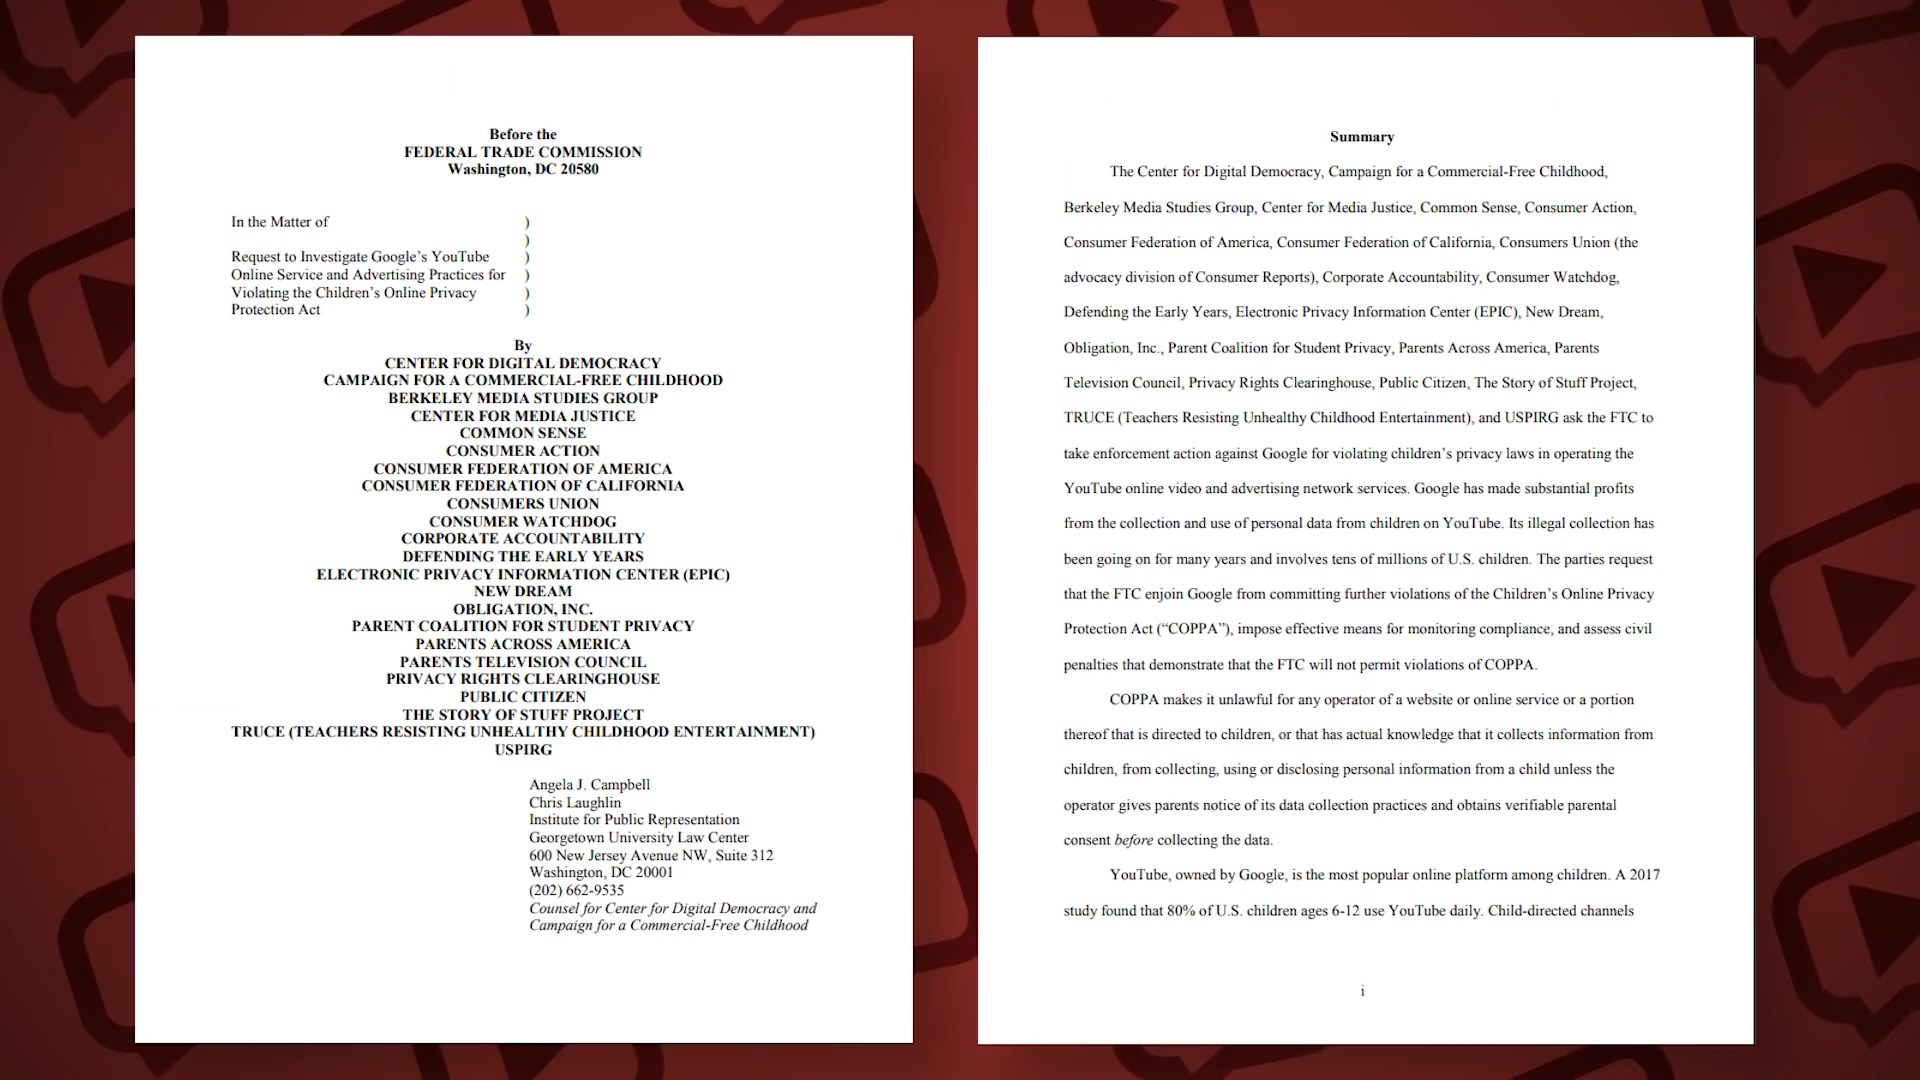 Before the
FEDERAL TRADE COMMISSION
Washington, DC 20580
In the Matter of )
)
Request to Investigate Google’s YouTube )
Online Service and Advertising Practices for )
Violating the Children’s Online Privacy )
Protection Act )
By
CENTER FOR DIGITAL DEMOCRACY
CAMPAIGN FOR A COMMERCIAL-FREE CHILDHOOD
BERKELEY MEDIA STUDIES GROUP
CENTER FOR MEDIA JUSTICE
COMMON SENSE
CONSUMER ACTION
CONSUMER FEDERATION OF AMERICA
CONSUMER FEDERATION OF CALIFORNIA
CONSUMERS UNION
CONSUMER WATCHDOG
CORPORATE ACCOUNTABILITY
DEFENDING THE EARLY YEARS
ELECTRONIC PRIVACY INFORMATION CENTER (EPIC)
NEW DREAM
OBLIGATION, INC.
PARENT COALITION FOR STUDENT PRIVACY
PARENTS ACROSS AMERICA
PARENTS TELEVISION COUNCIL
PRIVACY RIGHTS CLEARINGHOUSE
PUBLIC CITIZEN
THE STORY OF STUFF PROJECT
TRUCE (TEACHERS RESISTING UNHEALTHY CHILDHOOD ENTERTAINMENT)
USPIRG
Angela J. Campbell
Chris Laughlin
Institute for Public Representation
Georgetown University Law Center
600 New Jersey Avenue NW, Suite 312
Washington, DC 20001
(202) 662-9535
Counsel for Center for Digital Democracy and
Campaign for a Commercial-Free Childhood
Summary
The Center for Digital Democracy, Campaign for a Commercial-Free Childhood,
Berkeley Media Studies Group, Center for Media Justice, Common Sense, Consumer Action,
Consumer Federation of America, Consumer Federation of California, Consumers Union (the
advocacy division of Consumer Reports), Corporate Accountability, Consumer Watchdog,
Defending the Early Years, Electronic Privacy Information Center (EPIC), New Dream,
Obligation, Inc., Parent Coalition for Student Privacy, Parents Across America, Parents
Television Council, Privacy Rights Clearinghouse, Public Citizen, The Story of Stuff Project,
TRUCE (Teachers Resisting Unhealthy Childhood Entertainment), and USPIRG ask the FTC to
take enforcement action against Google for violating children’s privacy laws in operating the
YouTube online video and advertising network services. Google has made substantial profits
from the collection and use of personal data from children on YouTube. Its illegal collection has
been going on for many years and involves tens of millions of U.S. children. The parties request
that the FTC enjoin Google from committing further violations of the Children’s Online Privacy
Protection Act (“COPPA”), impose effective means for monitoring compliance, and assess civil
penalties that demonstrate that the FTC will not permit violations of COPPA.
COPPA makes it unlawful for any operator of a website or online service or a portion
thereof that is directed to children, or that has actual knowledge that it collects information from
children, from collecting, using or disclosing personal information from a child unless the
operator gives parents notice of its data collection practices and obtains verifiable parental
consent before collecting the data.
YouTube, owned by Google, is the most popular online platform among children. A 2017
study found that 80% of U.S. children ages 6-12 use YouTube daily. Child-directed channels
i